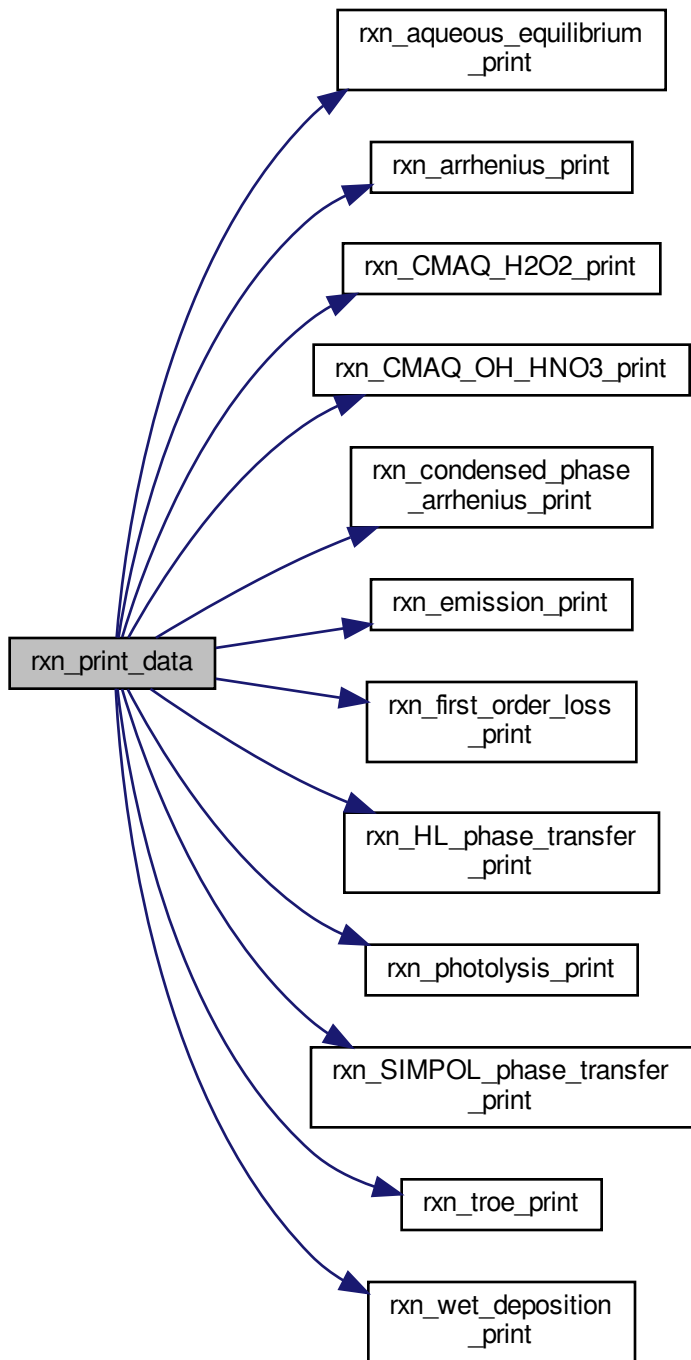 rxn_aqueous_equilibrium
_print
rxn_arrhenius_print
rxn_CMAQ_H2O2_print
rxn_CMAQ_OH_HNO3_print
rxn_condensed_phase
_arrhenius_print
rxn_emission_print
rxn_print_data
rxn_first_order_loss
_print
rxn_HL_phase_transfer
_print
rxn_photolysis_print
rxn_SIMPOL_phase_transfer
_print
rxn_troe_print
rxn_wet_deposition
_print